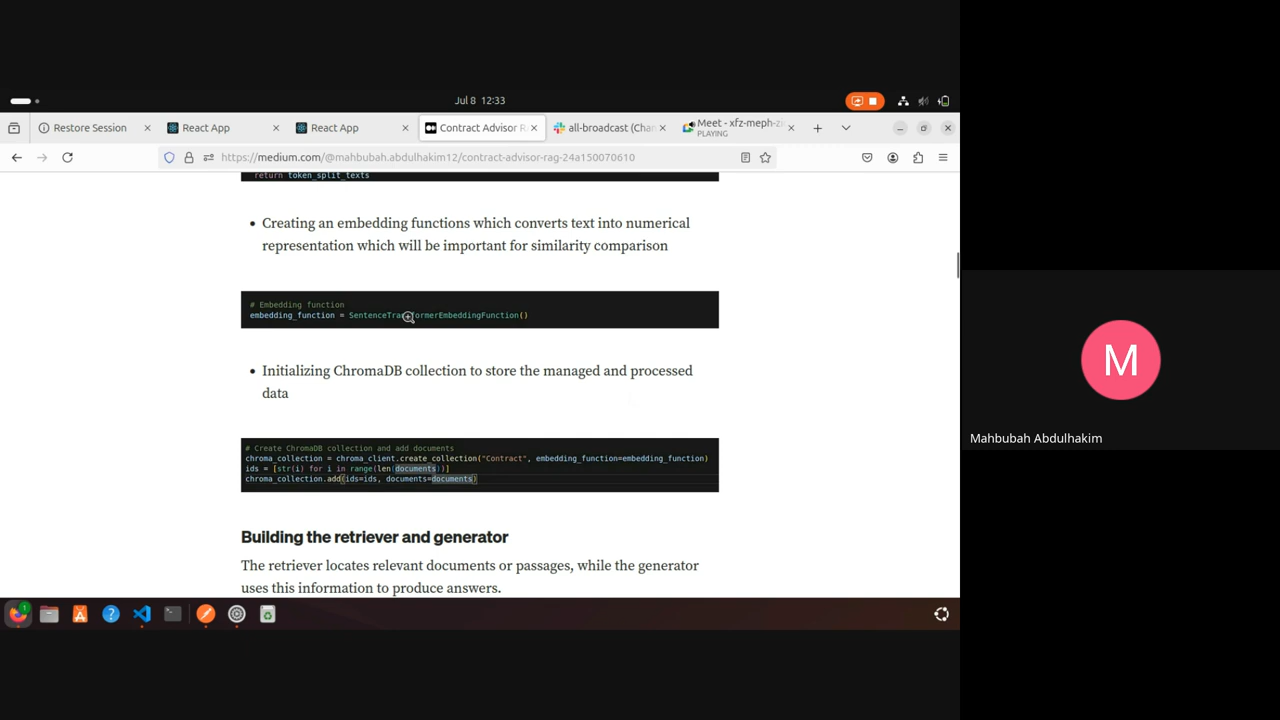 Jul 8 12:33
Restore Session
React App
React App
Contract Advisor R
all-broadcast (Chan
Meet - xfz-meph-z
PLAYING
https://medium.com/@mahbubah.abdulhakim12/contract-advisor-rag-24a150070610
return token_split_texts
• Creating an embedding functions which converts text into numerical
representation which will be important for similarity comparison
# Embedding function
embedding_function = SentenceTransformerEmbeddingFunction()
• Initializing ChromaDB collection to store the managed and processed
data
# Create ChromaDB collection and add documents
chroma_collection = chroma_client.create_collection("Contract", embedding_function=embedding_function)
ids = [str(i) for i in range(len(documents))]
chroma_collection.add(ids=ids, documents=documents)
Building the retriever and generator
The retriever locates relevant documents or passages, while the generator
uses this information to produce answers.
M
Mahbubah Abdulhakim